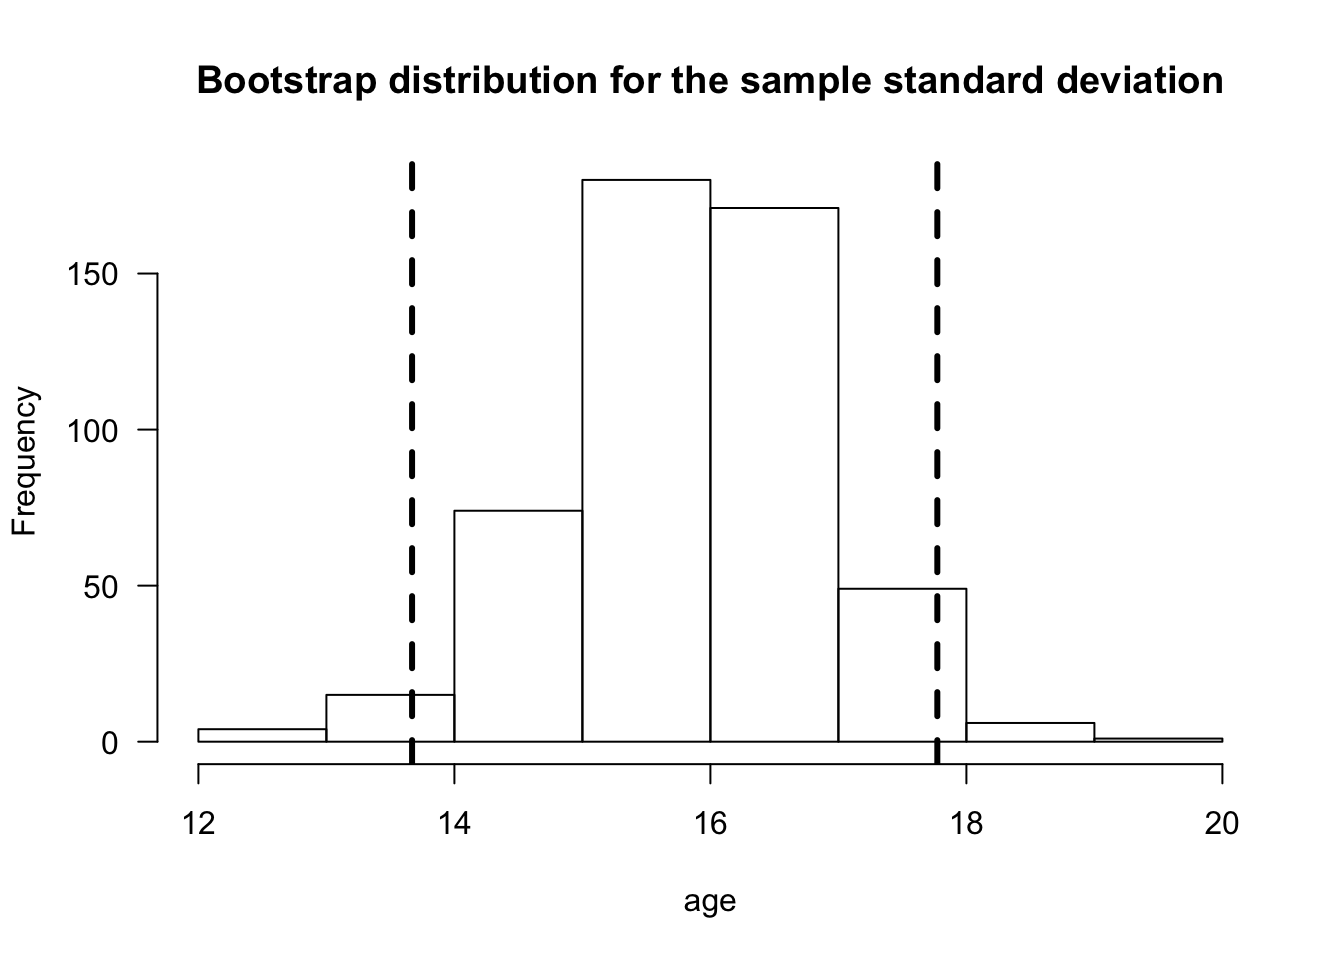 Bootstrap distribution for the sample standard deviation
150
100
50
0
Frequency
12 14 16 18 20
age